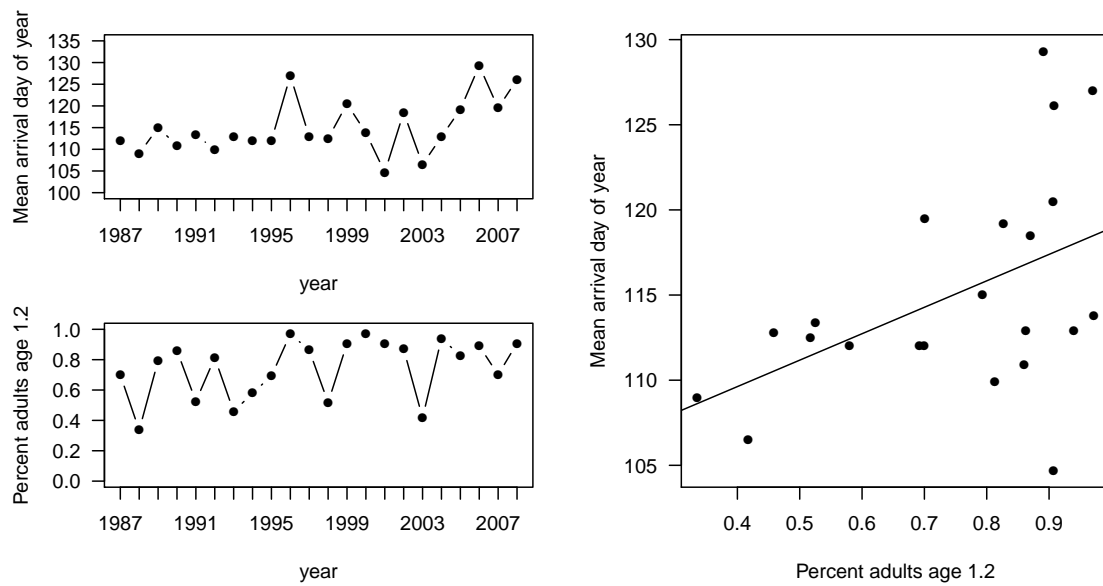 Mean arrival day of year
135
130
125
120
115
110
105
100
1987 1991 1995 1999 2003 2007
year
Percent adults age 1.2
1.0
0.8
0.6
0.4
0.2
0.0
1987 1991 1995 1999 2003 2007
year
Mean arrival day of year
130
125
120
115
110
105
0.4 0.5 0.6 0.7 0.8 0.9
Percent adults age 1.2